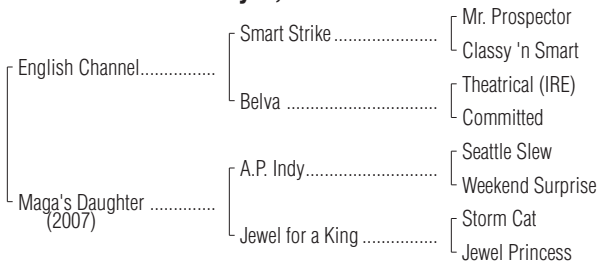 Mr. Prospector
Smart Strike ......................
Classy 'n Smart
English Channel...............
Theatrical (IRE)
Belva ................................
Committed
Seattle Slew
A.P. Indy............................
Weekend Surprise
Maga's Daughter .............
(2007)
Storm Cat
Jewel for a King ................
Jewel Princess